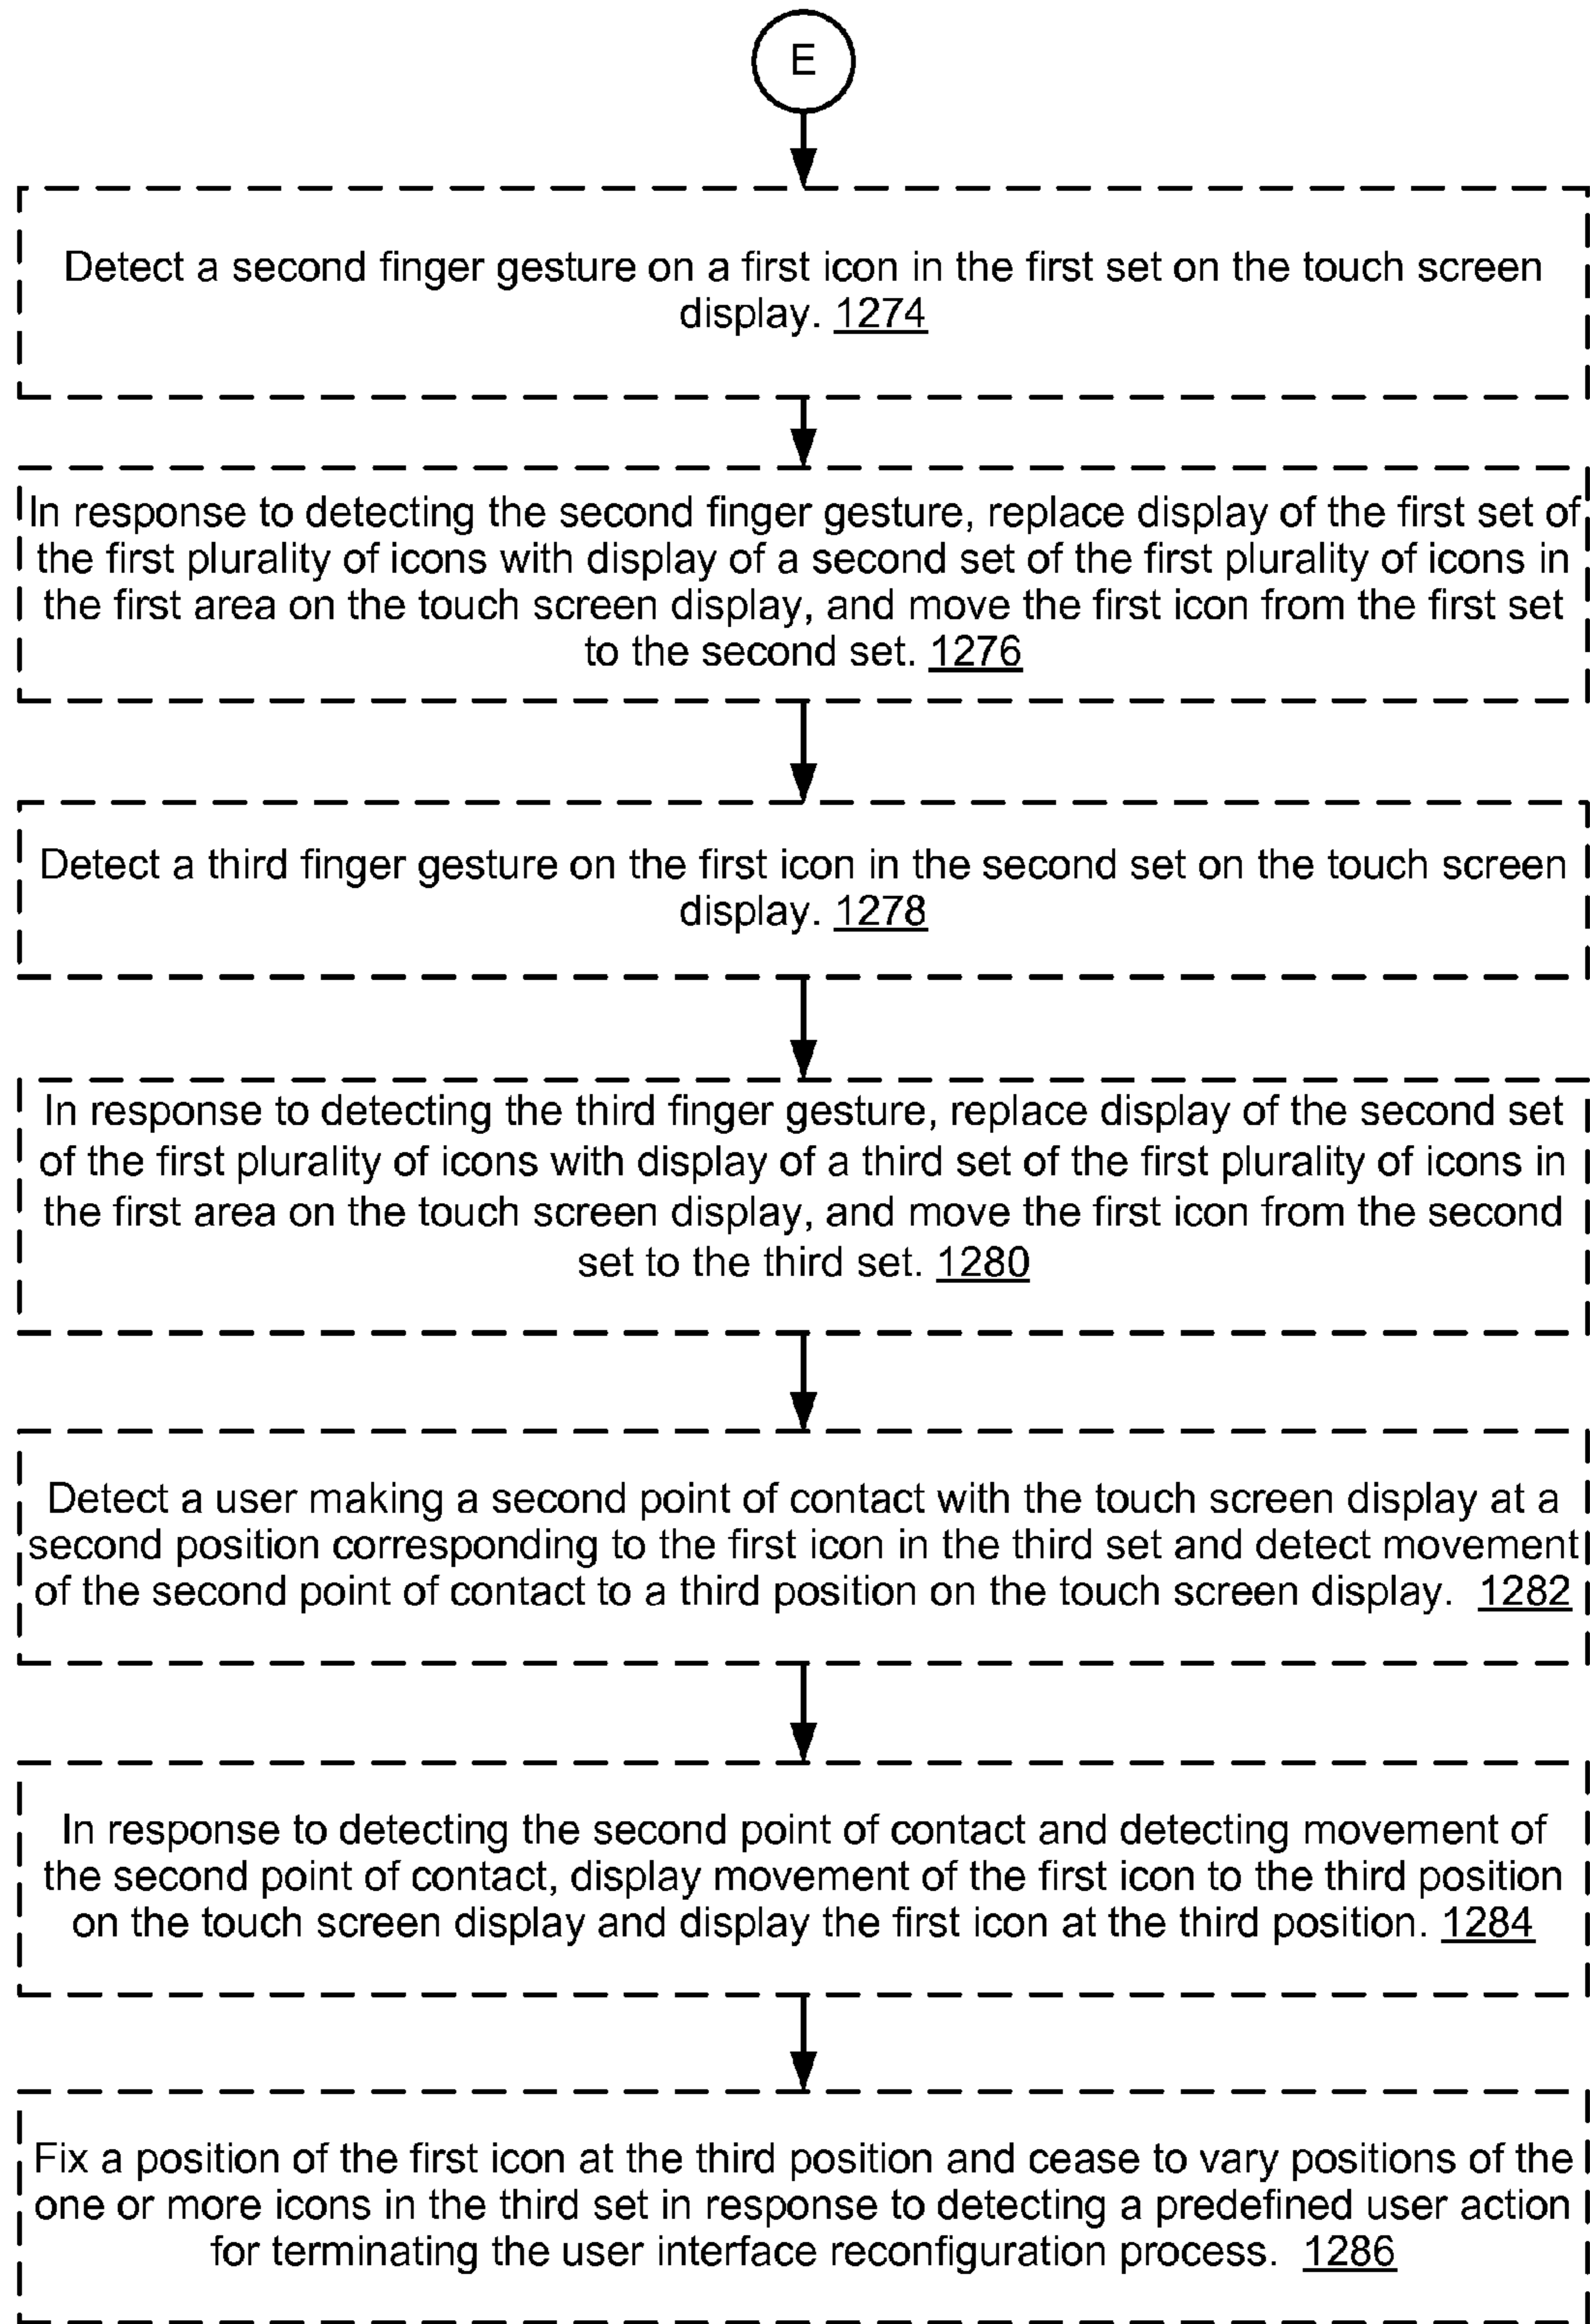 E
Detect a second finger gesture on a first icon in the first set on the touch screen
display. 1274
In response to detecting the second finger gesture, replace display of the first set of
the first plurality of icons with display of a second set of the first plurality of icons in
the first area on the touch screen display, and move the first icon from the first set
to the second set. 1276
Detect a third finger gesture on the first icon in the second set on the touch screen
display. 1278
In response to detecting the third finger gesture, replace display of the second set
of the first plurality of icons with display of a third set of the first plurality of icons in
the first area on the touch screen display, and move the first icon from the second
set to the third set. 1280
Detect a user making a second point of contact with the touch screen display at a
second position corresponding to the first icon in the third set and detect movement
of the second point of contact to a third position on the touch screen display. 1282
In response to detecting the second point of contact and detecting movement of
the second point of contact, display movement of the first icon to the third position
on the touch screen display and display the first icon at the third position. 1284
Fix a position of the first icon at the third position and cease to vary positions of the
one or more icons in the third set in response to detecting a predefined user action
for terminating the user interface reconfiguration process. 1286